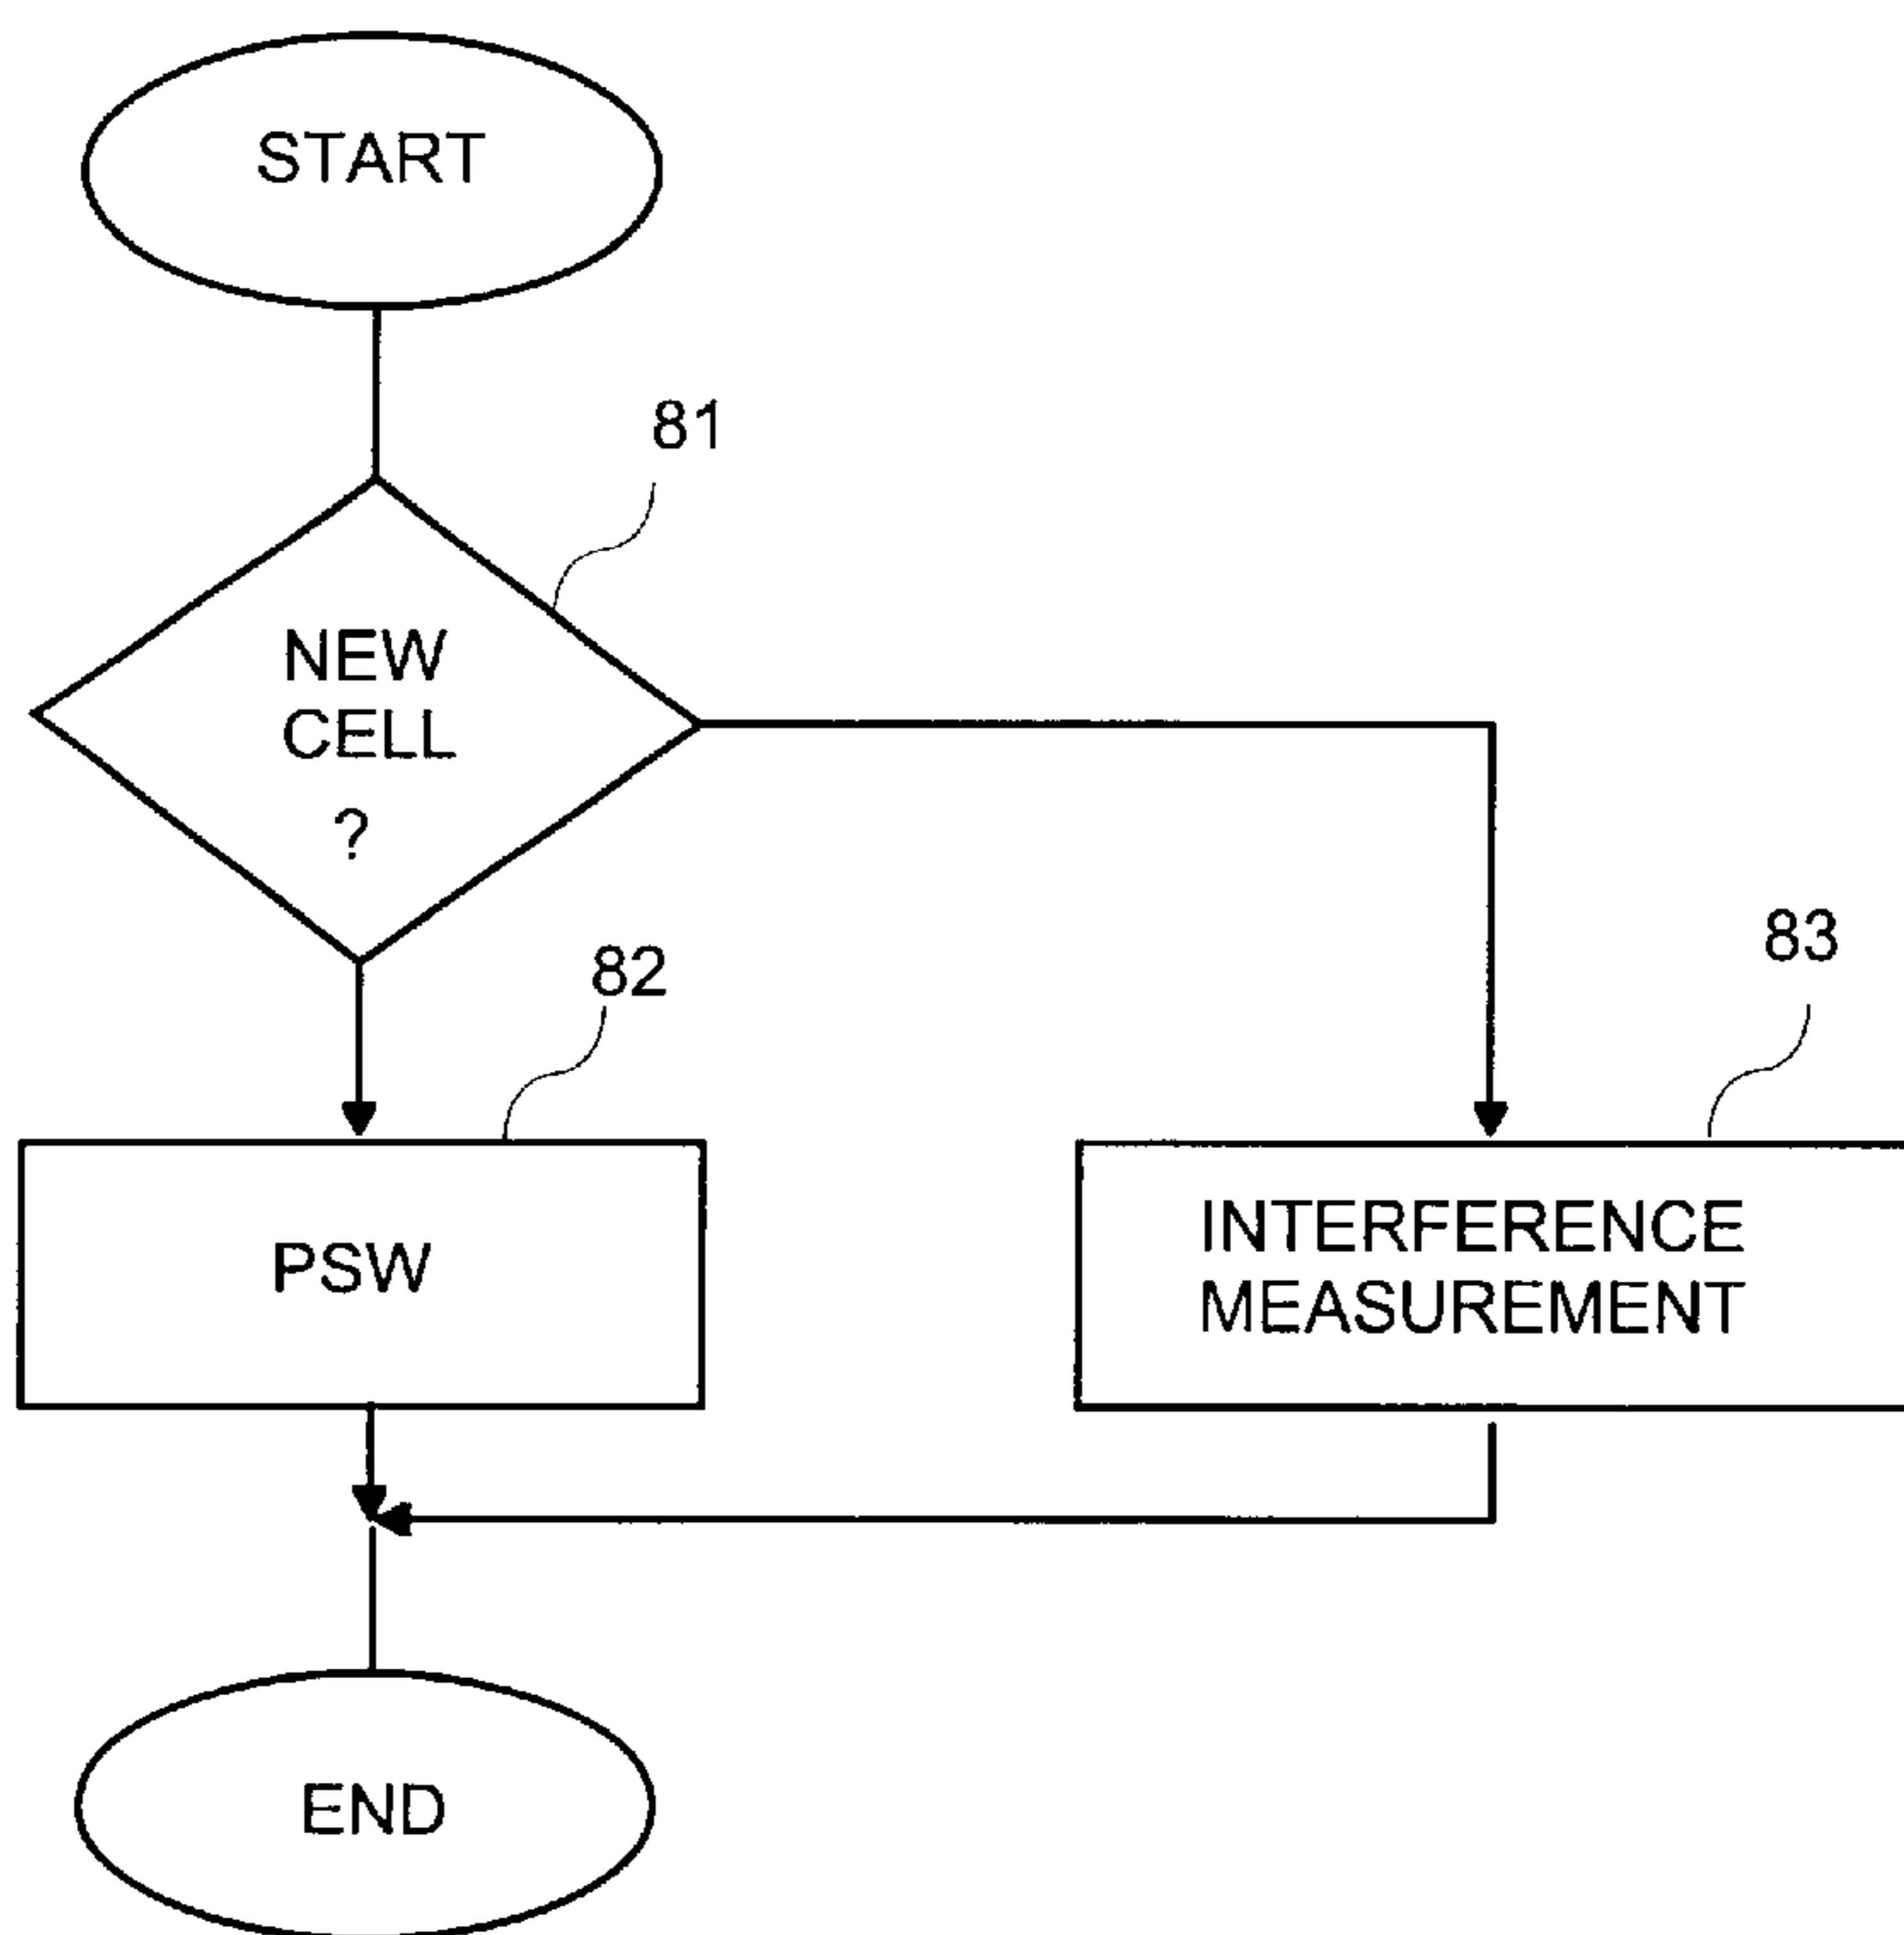 START
81
NEW
CELL
?
82
83
PSW
INTERFERENCE
MEASUREMENT
END